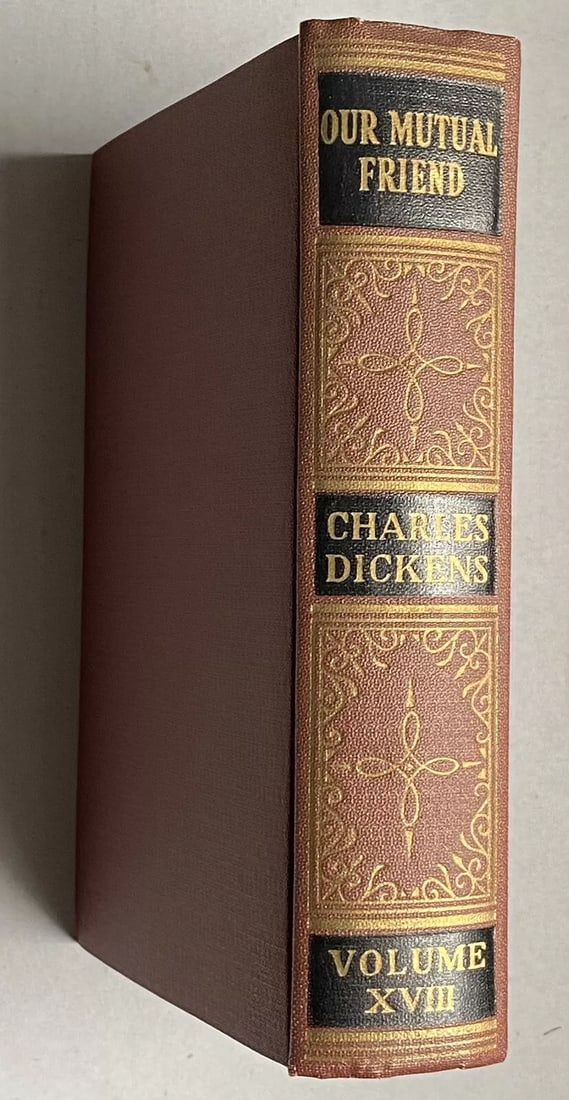 OUR MUTUAL
FRIEND
CHARLES
DICKENS
VOLUME
XVIII